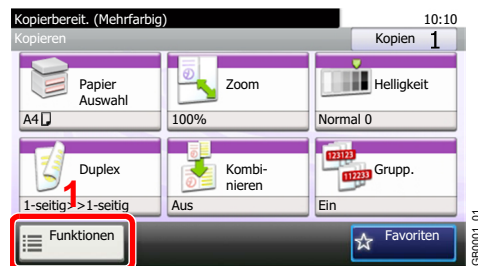 Kopierbereit. (Mehrfarbig)
10:10
Kopieren
Kopien 1
Papier
Auswahl
A4
Zoom
100%
Helligkeit
Normal 0
Duplex
1-seitig>>1-seitig
Kombi-
nieren
Aus
123123
112233
Grupp.
Ein
1
Funktionen
Favoriten
GB0001_01